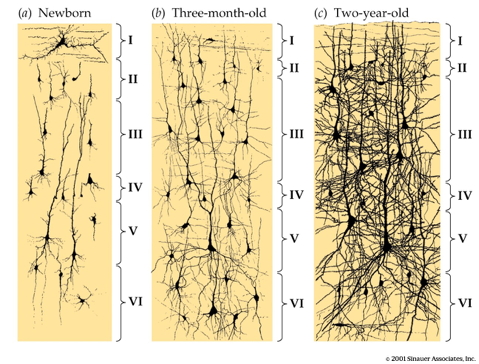 (a) Newborn
(b) Three-month-old
(c) Two-year-old
I
II
III
IV
V
VI
I
II
III
IV
V
VI
I
II
III
IV
V
VI
© 2001 Sinauer Associates, Inc.